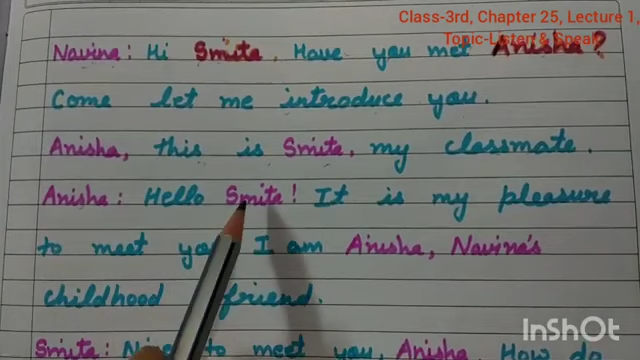 Class-3rd, Chapter 25, Lecture 1,
Topic-Listen & Speak
Navina: Hi Smita. Have you met Anisha?
Come let me introduce you.
Anisha, this is Smita, my classmate.
Anisha: Hello Smita! It is my pleasure
to meet you I am Anisha, Navina's
childhood friend.
Smita: to meet you, Anisha. How do
InShOt